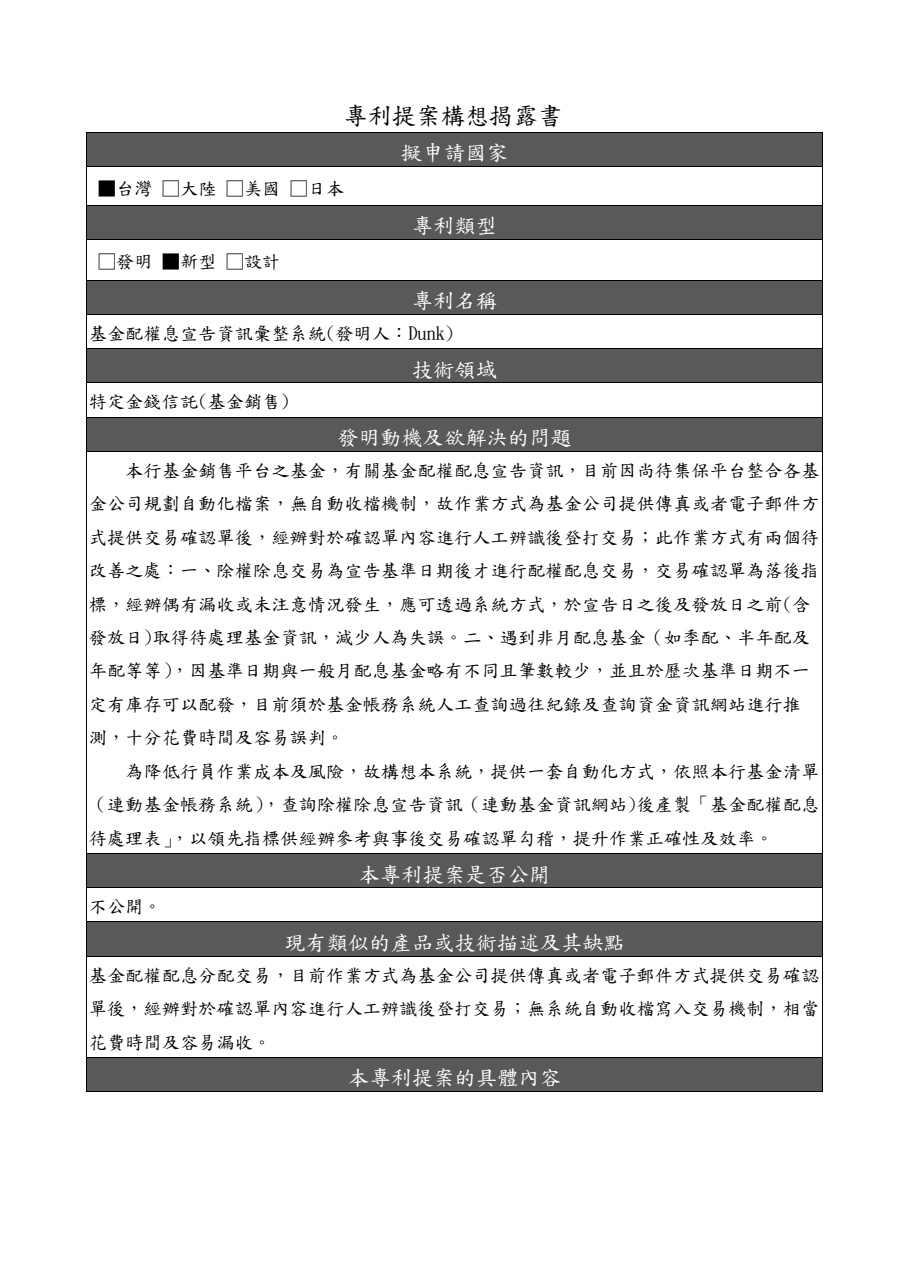 專利提案構想揭露書
擬申請國家
■台灣 □大陸 □美國 □日本
專利類型
□發明 ■新型 □設計
專利名稱
基金配權息宣告資訊彙整系統(發明人：Dunk)
技術領域
特定金錢信託(基金銷售)
發明動機及欲解決的問題
本行基金銷售平台之基金，有關基金配權配息宣告資訊，目前因尚待集保平台整合各基
金公司規劃自動化檔案，無自動收檔機制，故作業方式為基金公司提供傳真或者電子郵件方
式提供交易確認單後，經辦對於確認單內容進行人工辨識後登打交易；此作業方式有兩個待
改善之處：一、除權除息交易為宣告基準日期後才進行配權配息交易，交易確認單為落後指
標，經辦偶有漏收或未注意情況發生，應可透過系統方式，於宣告日之後及發放日之前(含
發放日)取得待處理基金資訊，減少人為失誤。二、遇到非月配息基金（如季配、半年配及
年配等等），因基準日期與一般月配息基金略有不同且筆數較少，並且於歷次基準日期不一
定有庫存可以配發，目前須於基金帳務系統人工查詢過往紀錄及查詢資金資訊網站進行推
測，十分花費時間及容易誤判。
為降低行員作業成本及風險，故構想本系統，提供一套自動化方式，依照本行基金清單
（連動基金帳務系統），查詢除權除息宣告資訊（連動基金資訊網站)後產製「基金配權配息
待處理表」，以領先指標供經辦參考與事後交易確認單勾稽，提升作業正確性及效率。
本專利提案是否公開
不公開。
現有類似的產品或技術描述及其缺點
基金配權配息分配交易，目前作業方式為基金公司提供傳真或者電子郵件方式提供交易確認
單後，經辦對於確認單內容進行人工辨識後登打交易；無系統自動收檔寫入交易機制，相當
花費時間及容易漏收。
本專利提案的具體內容